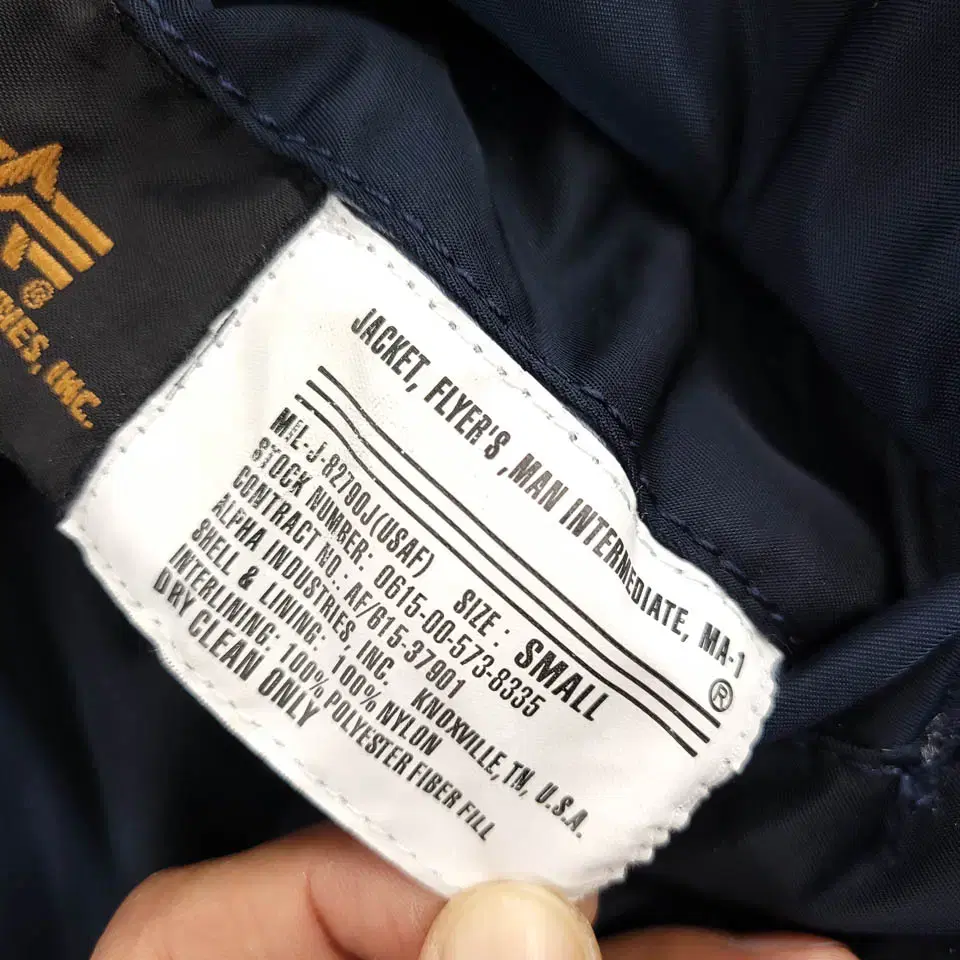 ®
INC.
JACKET, FLYER'S ,MAN INTERMEDIATE, MA-1
®
MIL-J-82790J(USAF) SIZE : SMALL
STOCK NUMBER: 0615-00-573-8335
CONTRACT NO.: AF/615-37901
ALPHA INDUSTRIES, INC. KNOXVILLE, TN, U.S.A.
SHELL & LINING: 100% NYLON
INTERLINING: 100% POLYESTER FIBER FILL
DRY CLEAN ONLY